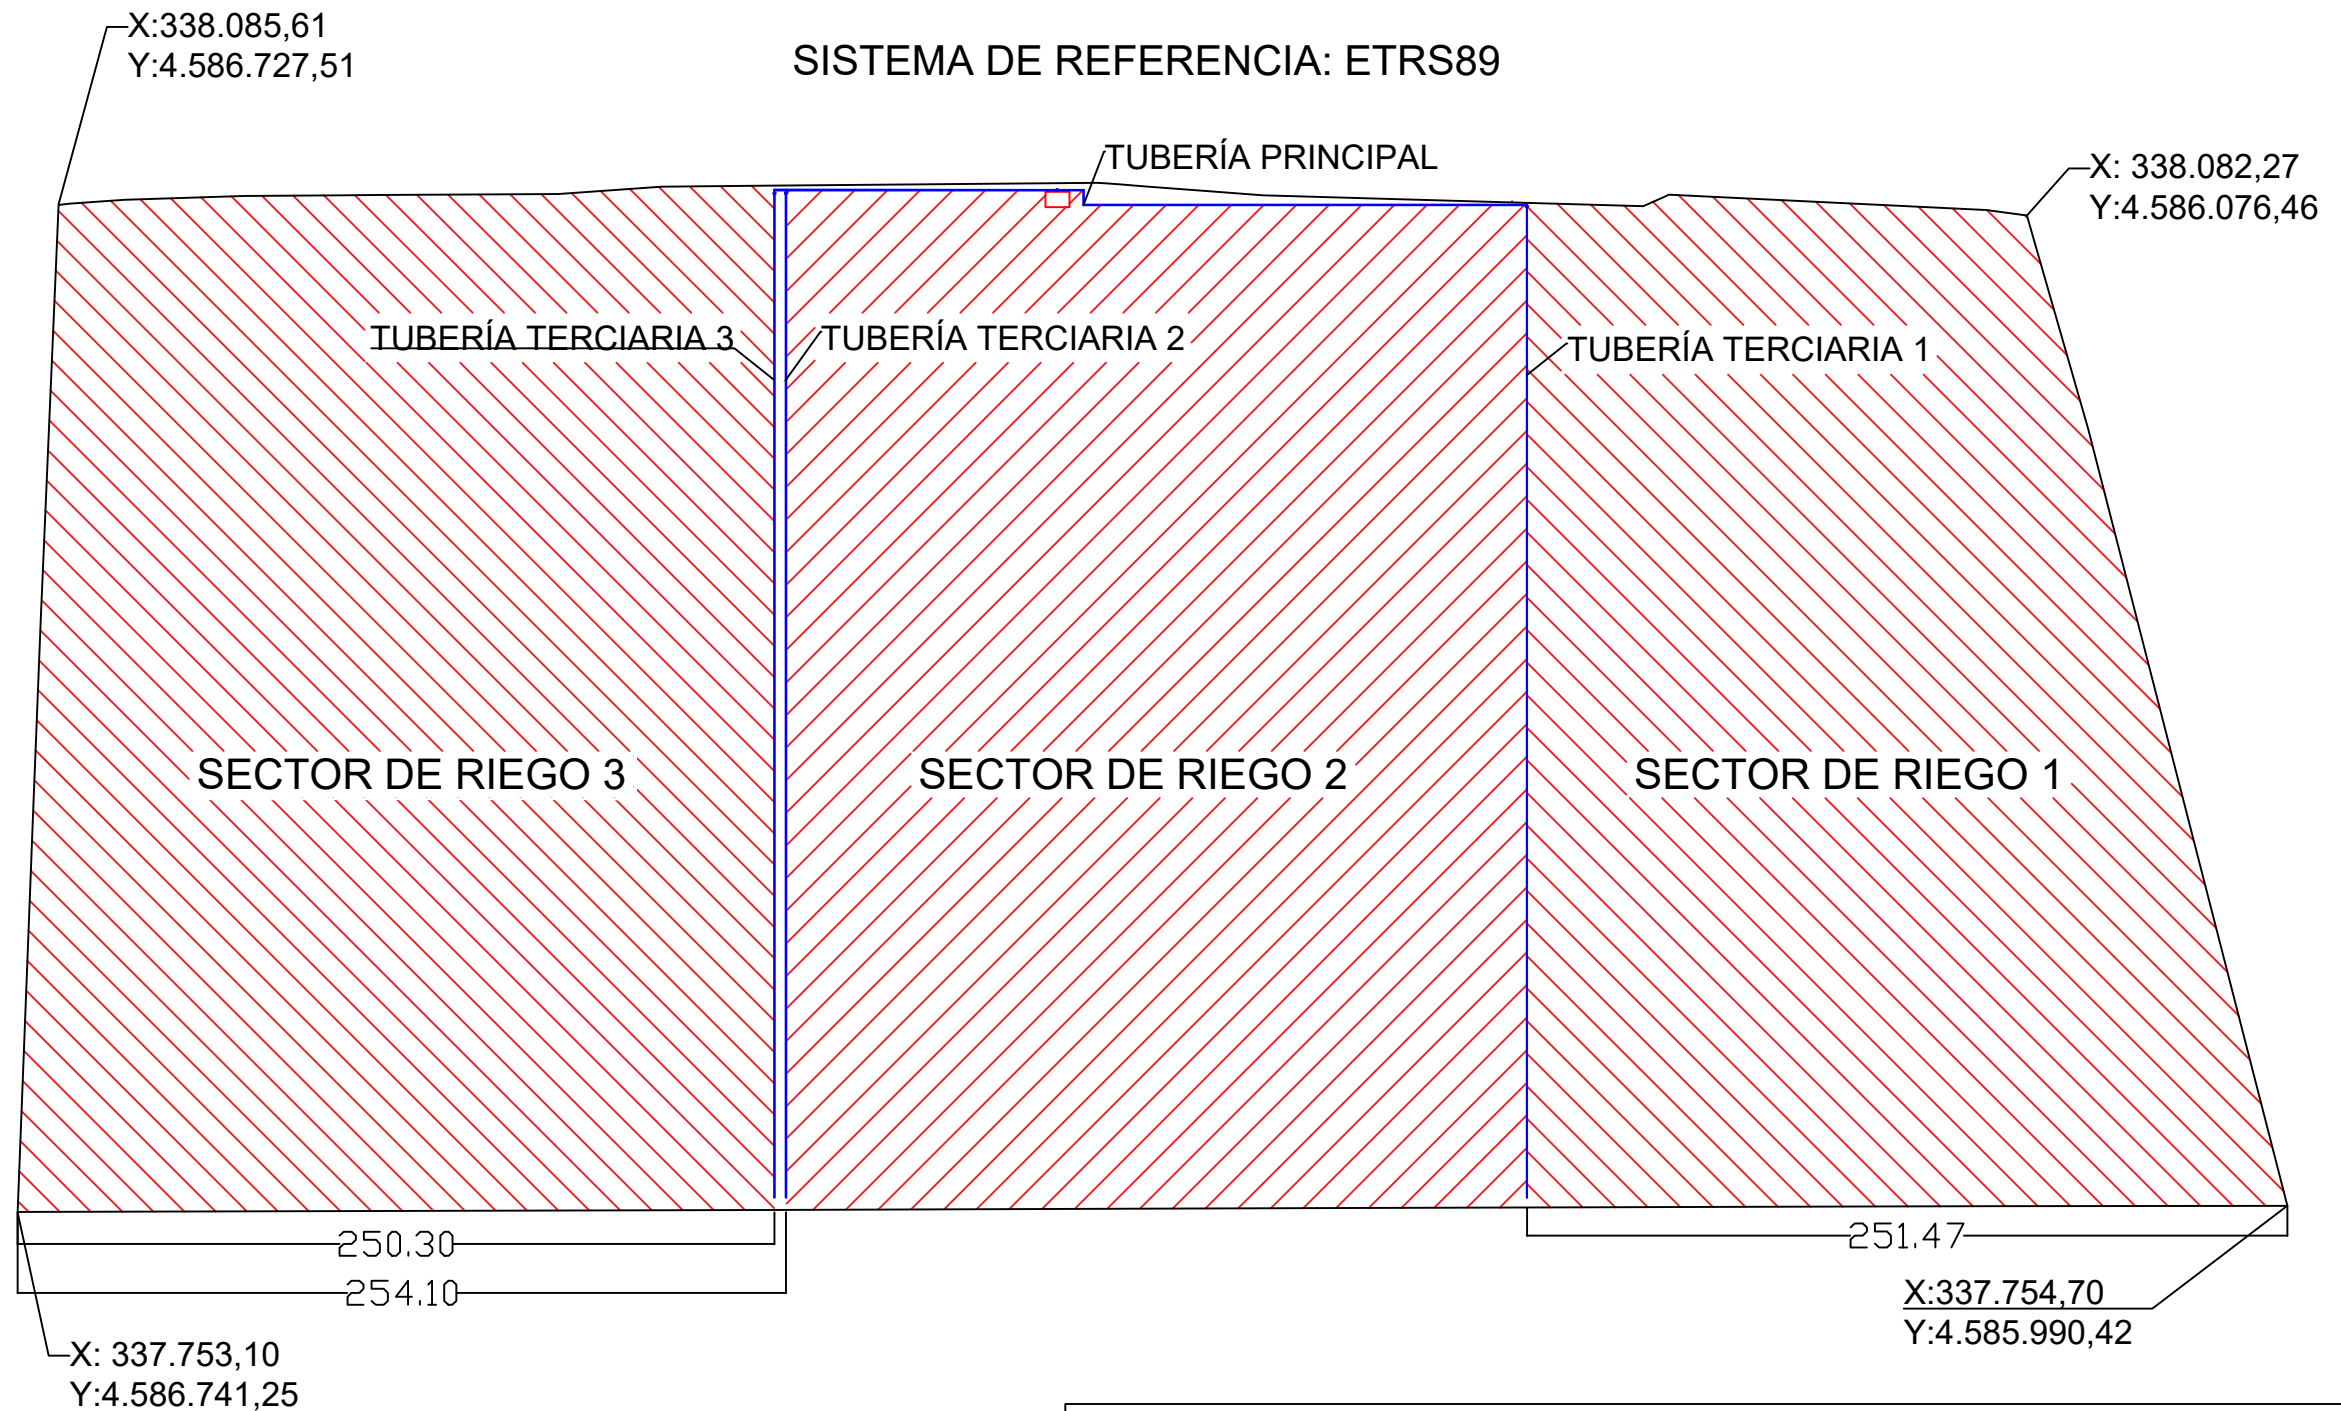 X:338.085,61
Y:4.586.727,51
SISTEMA DE REFERENCIA: ETRS89
TUBERÍA PRINCIPAL
X: 338.082,27
Y:4.586.076,46
TUBERÍA TERCIARIA 3
TUBERÍA TERCIARIA 2
TUBERÍA TERCIARIA 1
SECTOR DE RIEGO 3
SECTOR DE RIEGO 2
SECTOR DE RIEGO 1
250.30
251.47
254.10
X:337.754,70
Y:4.585.990,42
X: 337.753,10
Y:4.586.741,25